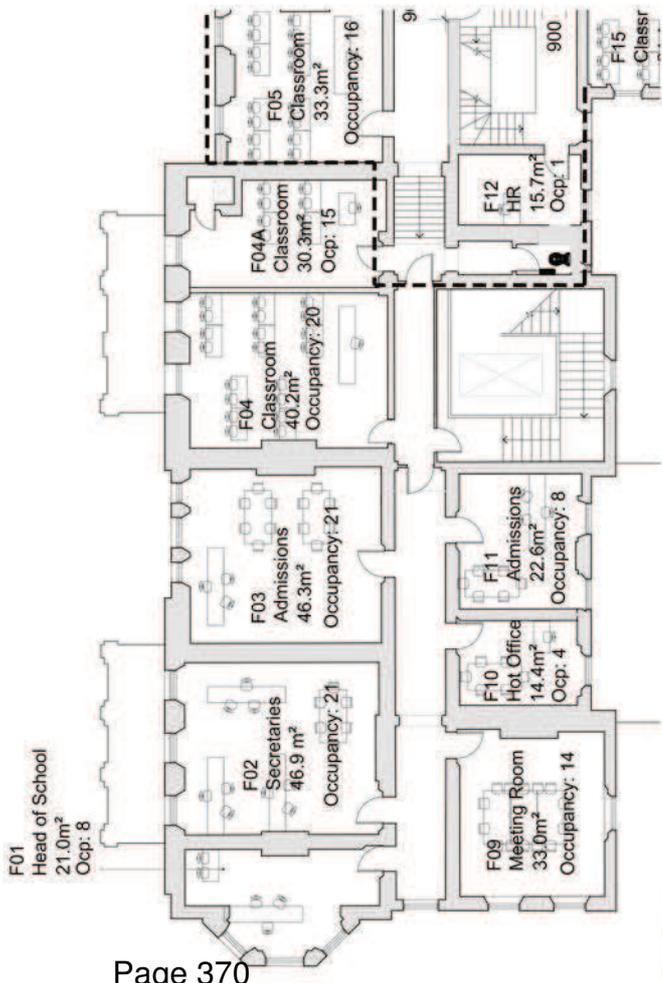 F01
Head of School
21.0m²
Ocp: 8
F02
Secretaries
46.9 m²
Occupancy: 21
F03
Admissions
46.3m²
Occupancy: 21
F04
Classroom
40.2m²
Occupancy: 20
F04A
Classroom
30.3m²
Ocp: 15
F05
Classroom
33.3m²
Occupancy: 16
F09
Meeting Room
33.0m²
Occupancy: 14
F10
Hot Office
14.4m²
Ocp: 4
F11
Admissions
22.6m²
Occupancy: 8
F12
HR
15.7m²
Ocp: 1
900
F15
Classr
Page 370